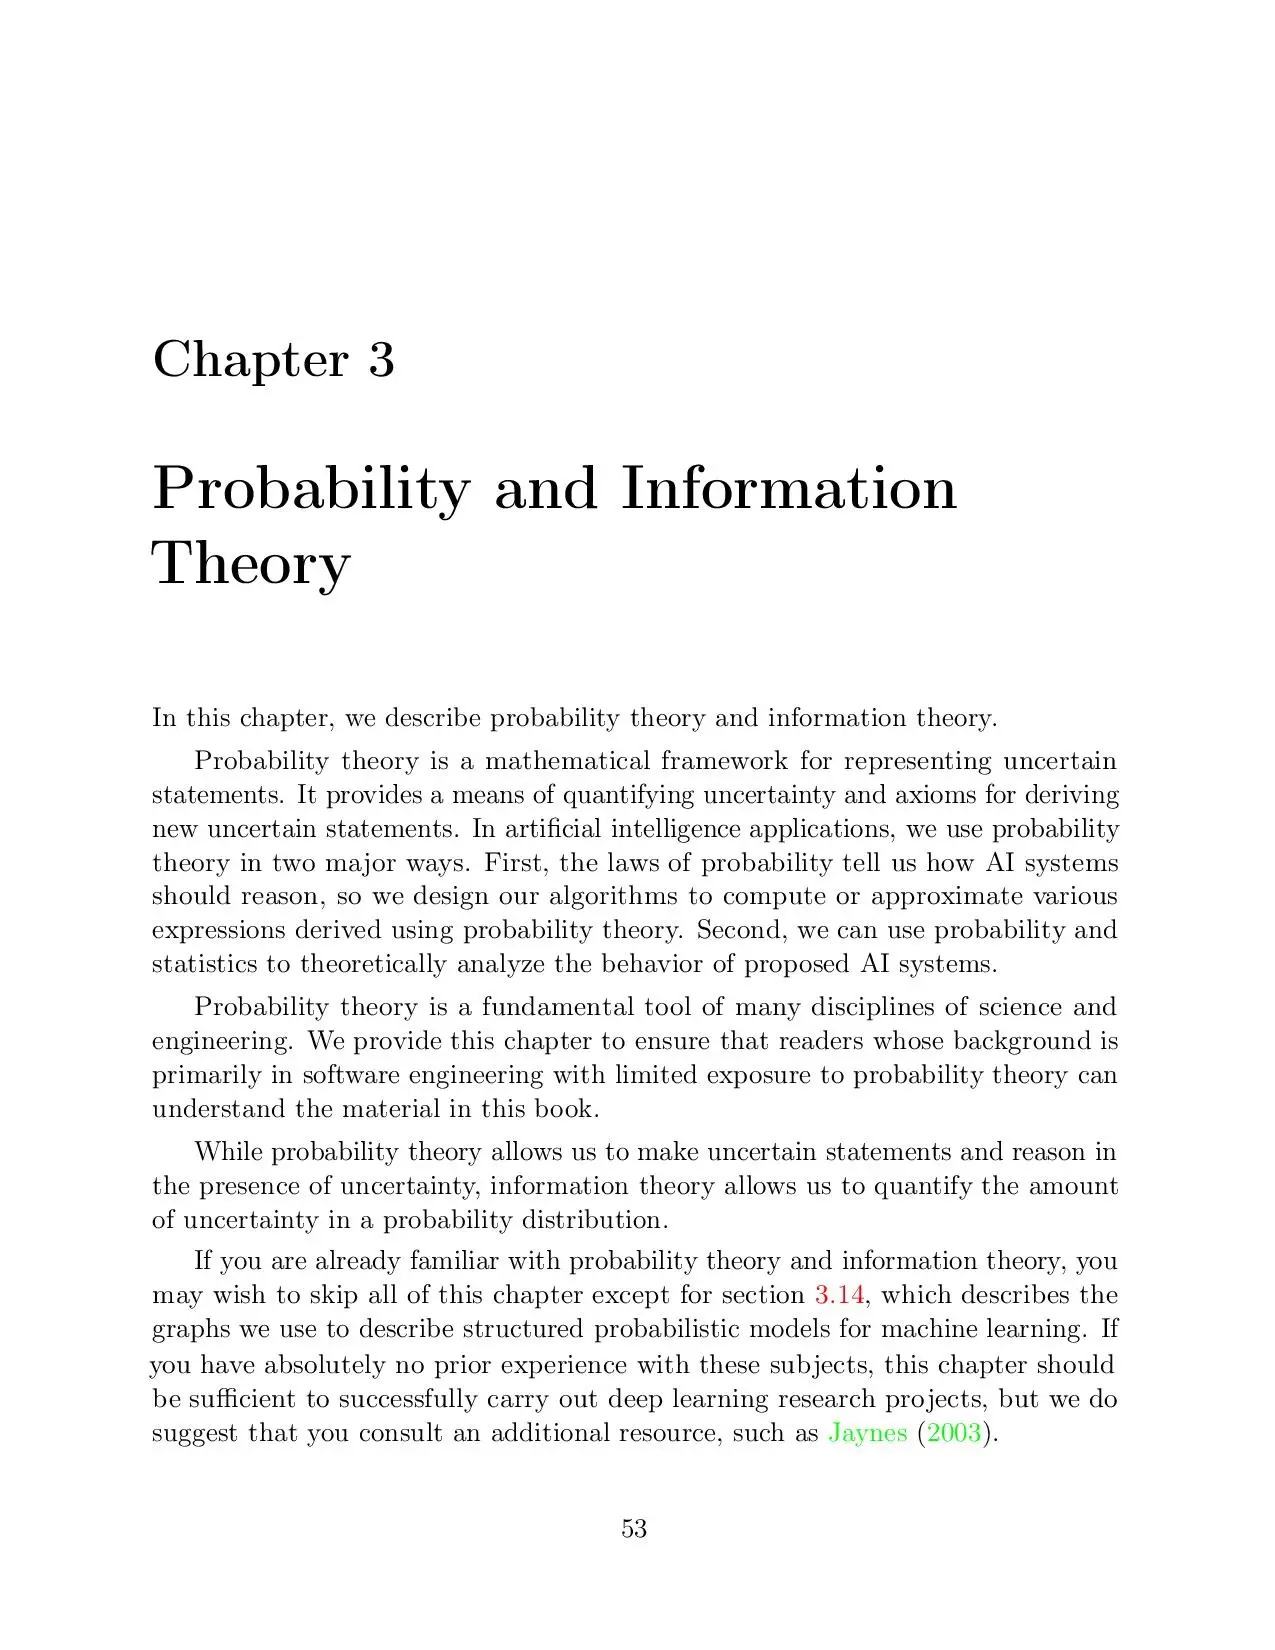 Chapter 3
Probability and Information
Theory
In this chapter, we describe probability theory and information theory.
Probability theory is a mathematical framework for representing uncertain
statements. It provides a means of quantifying uncertainty and axioms for deriving
new uncertain statements. In artificial intelligence applications, we use probability
theory in two major ways. First, the laws of probability tell us how AI systems
should reason, so we design our algorithms to compute or approximate various
expressions derived using probability theory. Second, we can use probability and
statistics to theoretically analyze the behavior of proposed AI systems.
Probability theory is a fundamental tool of many disciplines of science and
engineering. We provide this chapter to ensure that readers whose background is
primarily in software engineering with limited exposure to probability theory can
understand the material in this book.
While probability theory allows us to make uncertain statements and reason in
the presence of uncertainty, information theory allows us to quantify the amount
of uncertainty in a probability distribution.
If you are already familiar with probability theory and information theory, you
may wish to skip all of this chapter except for section 3.14, which describes the
graphs we use to describe structured probabilistic models for machine learning. If
you have absolutely no prior experience with these subjects, this chapter should
be sufficient to successfully carry out deep learning research projects, but we do
suggest that you consult an additional resource, such as Jaynes (2003).
53